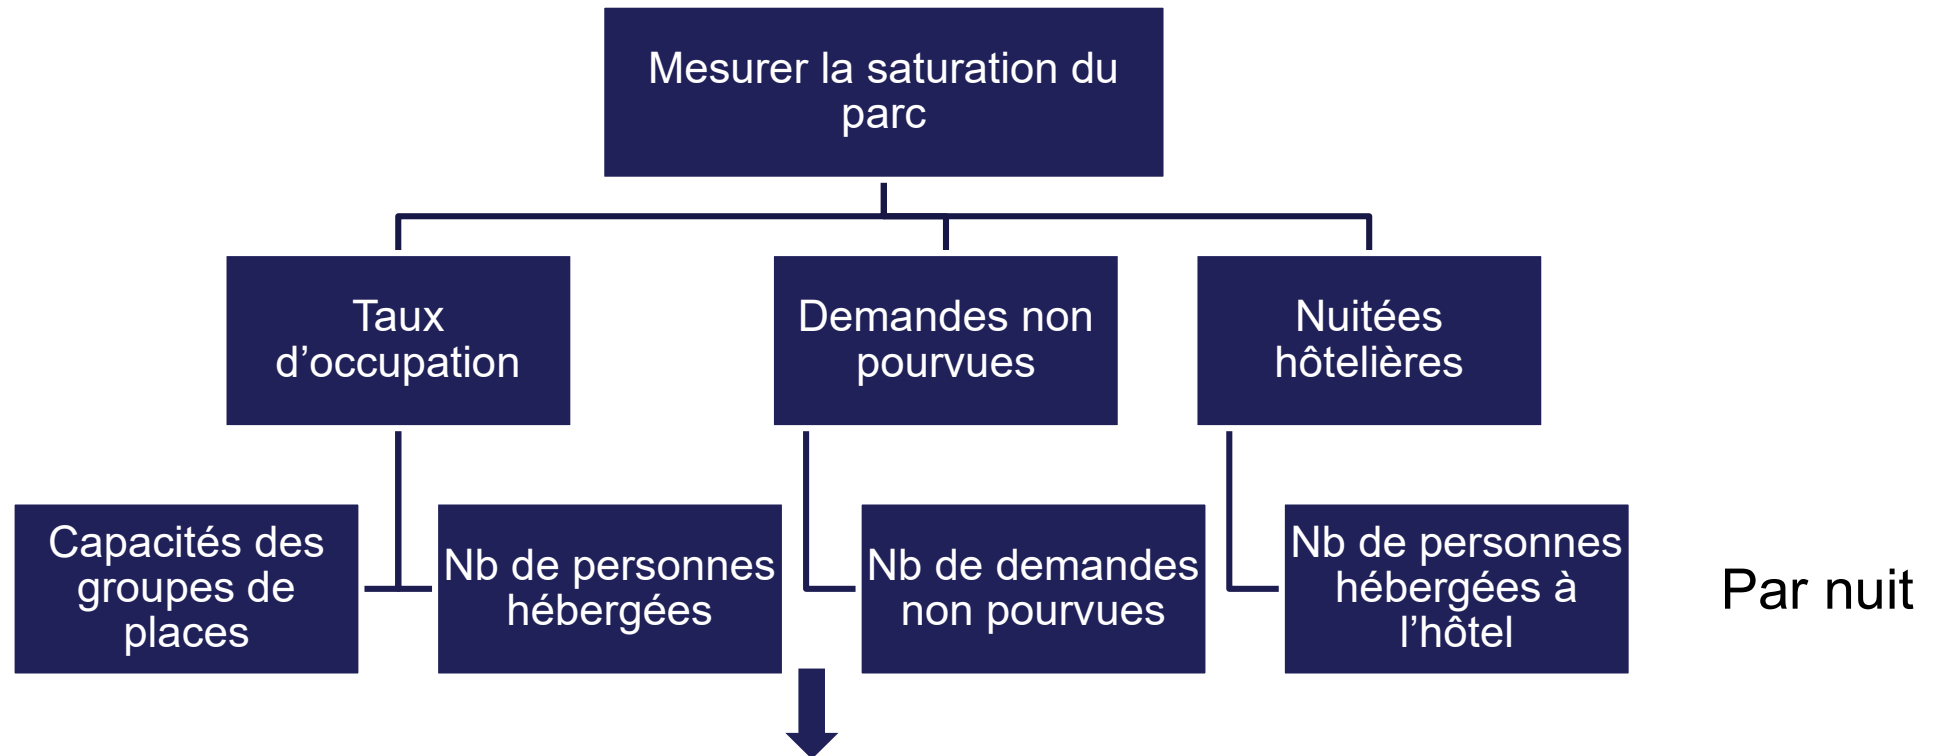 Mesurer la saturation du
parc
Taux
d’occupation
Demandes non
pourvues
Nuitées
hôtelières
Capacités des
groupes de
places
Nb de personnes
hébergées
Nb de demandes
non pourvues
Nb de personnes
hébergées à
l’hôtel
Par nuit